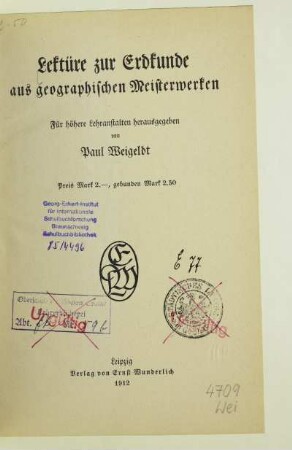 Lektüre zur Erdkunde
aus geographischen Meisterwerken
Für höhere Lehranstalten herausgegeben
von
Paul Weigeldt
Preis Mark 2.—, gebunden Mark 2.50
Georg-Eckert-Institut
für internationale
Schulbuchforschung
Braunschweig
Schulbuchbibliothek
85/4496
E 77
Abt.
Leipzig
Verlag von Ernst Wunderlich
1912
4709
Wei